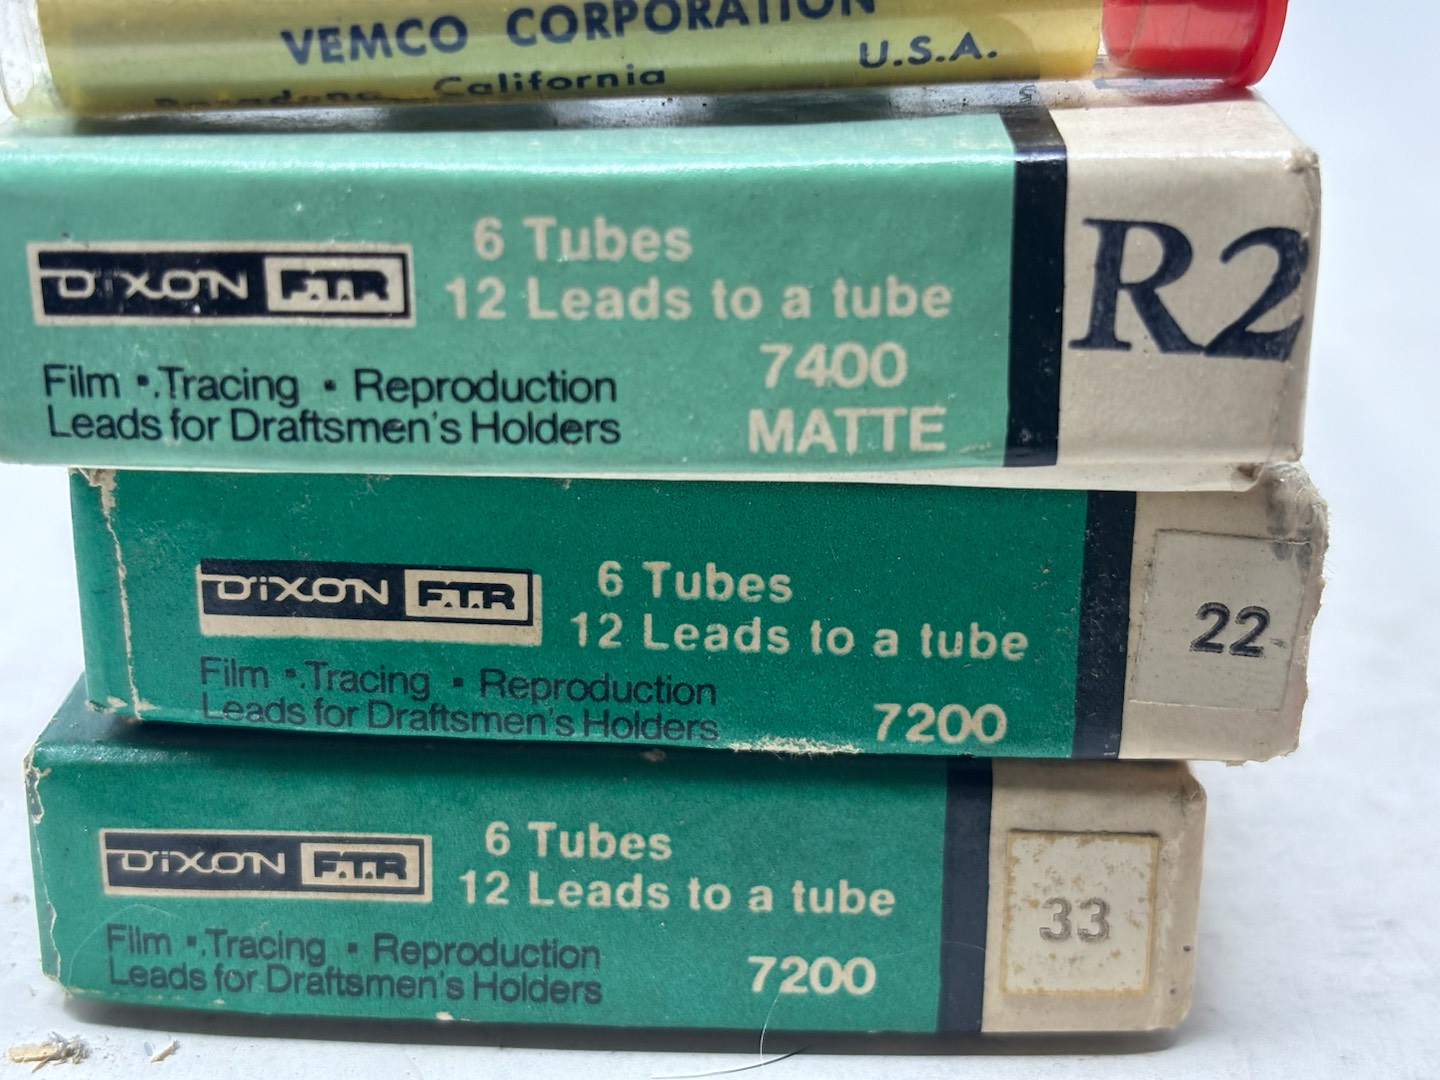 VEMCO CORPORATION
U.S.A.
California
DIXON F.T.R
6 Tubes
12 Leads to a tube
7400
MATTE
Film • Tracing • Reproduction
Leads for Draftsmen's Holders
R2
DIXON F.T.R
6 Tubes
12 Leads to a tube
Film • Tracing • Reproduction
Leads for Draftsmen's Holders
7200
22
DIXON F.T.R
6 Tubes
12 Leads to a tube
Film • Tracing • Reproduction
Leads for Draftsmen's Holders
7200
33